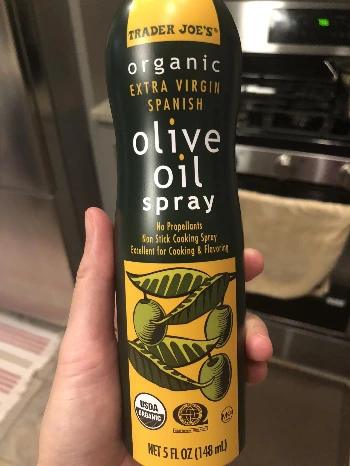 TRADER JOE'S®
organic
EXTRA VIRGIN
SPANISH
olive
oil
spray
No Propellants
Non Stick Cooking Spray
Excellent for Cooking & Flavoring
USDA
ORGANIC
NET 5 FL OZ (148 mL)